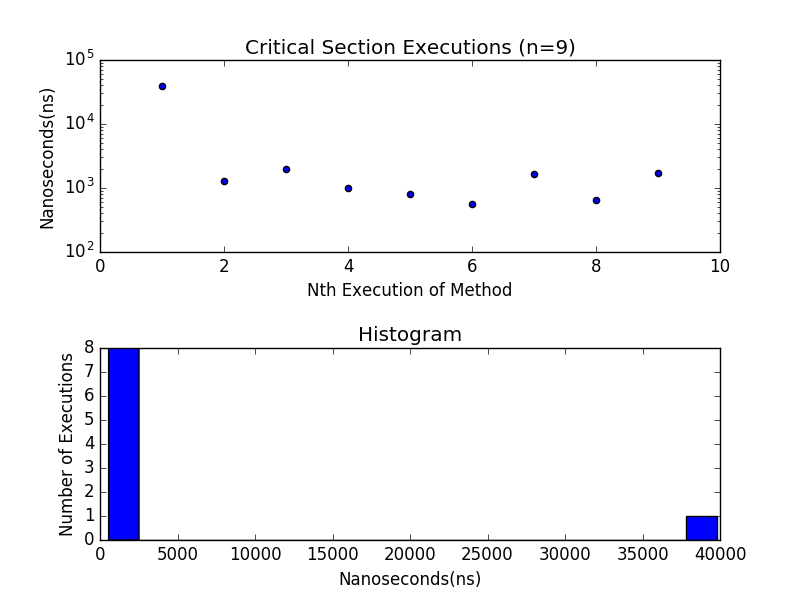 Critical Section Executions (n=9)
Nanoseconds(ns)
10^5
10^4
10^3
10^2
0 2 4 6 8 10
Nth Execution of Method
Histogram
Number of Executions
8
7
6
5
4
3
2
1
0
0 5000 10000 15000 20000 25000 30000 35000 40000
Nanoseconds(ns)